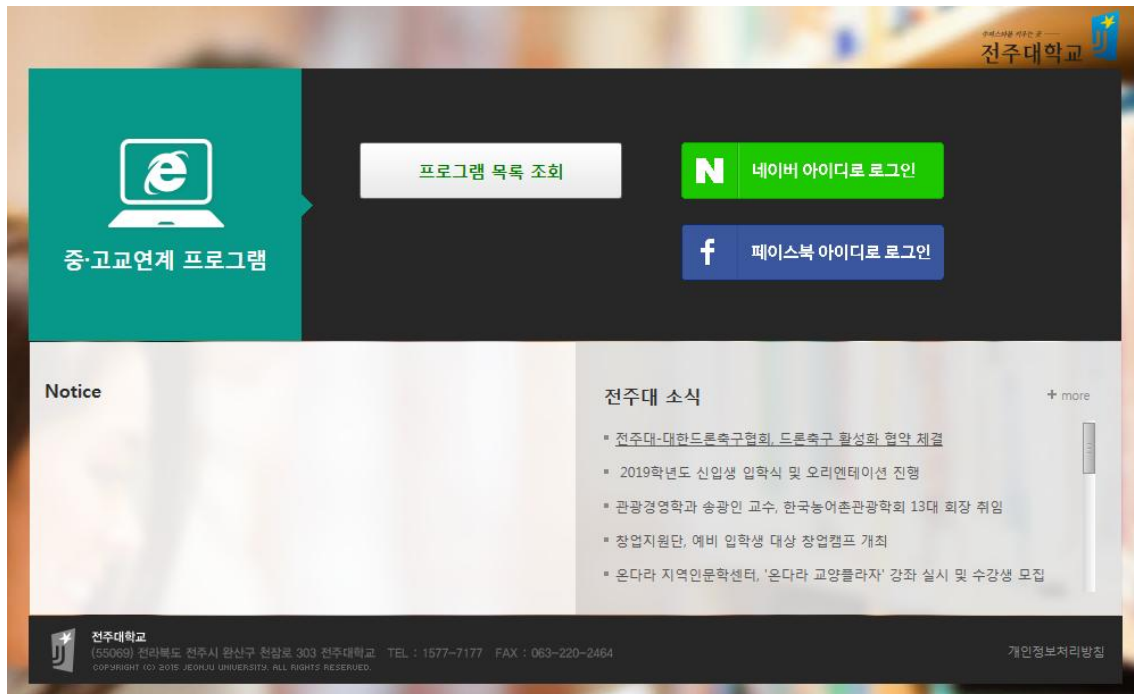 수퍼스타를 키우는 곳
전주대학교
중·고교연계 프로그램
프로그램 목록 조회
N 네이버 아이디로 로그인
f 페이스북 아이디로 로그인
Notice
전주대 소식
+ more
전주대-대한드론축구협회, 드론축구 활성화 협약 체결
2019학년도 신입생 입학식 및 오리엔테이션 진행
관광경영학과 송광인 교수, 한국농어촌관광학회 13대 회장 취임
창업지원단, 예비 입학생 대상 창업캠프 개최
온다라 지역인문학센터, '온다라 교양플라자' 강좌 실시 및 수강생 모집
전주대학교
(55069) 전라북도 전주시 완산구 천잠로 303 전주대학교 TEL : 1577-7177 FAX : 063-220-2464
COPYRIGHT (C) 2015 JEONJU UNIVERSITY. ALL RIGHTS RESERVED.
개인정보처리방침